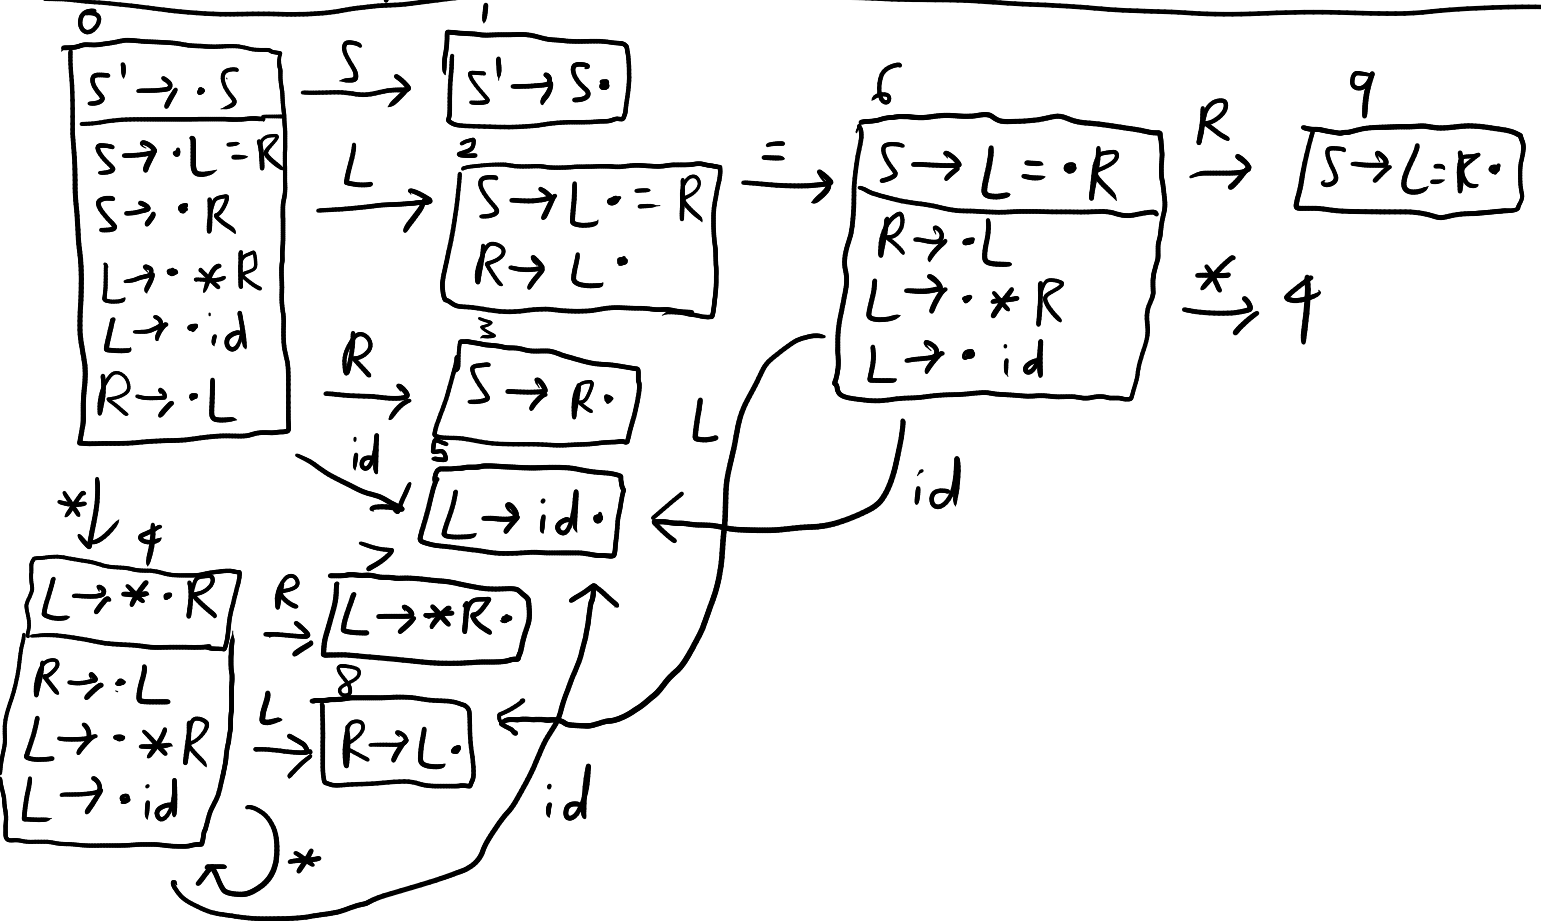 0
S' → · S
S → · L = R
S → · R
L → · * R
L → · id
R → · L
S
1
S' → S ·
L
2
S → L · = R
R → L ·
R
3
S → R ·
id
5
L → id ·
=
6
S → L = · R
R → · L
L → · * R
L → · id
R
9
S → L = R ·
*
4
L
id
*
4
L → * · R
R → · L
L → · * R
L → · id
R
7
L → * R ·
L
8
R → L ·
*
id